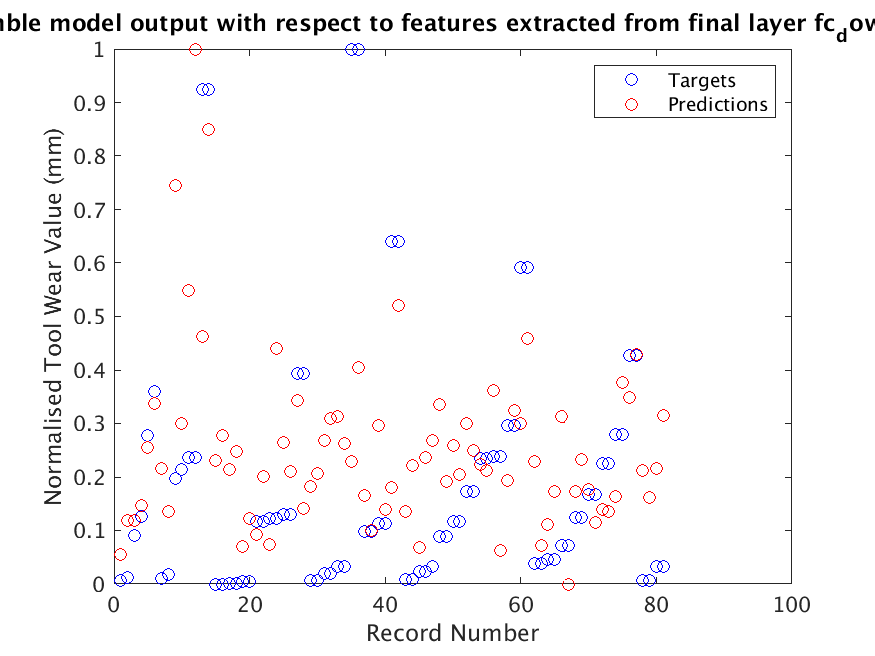 model output with respect to features extracted from final layer
1
0.9
0.8
0.7
0.6
0.5
0.4
0.3
0.2
0.1
0
Normalised Tool Wear Value (mm)
Targets
Predictions
0 20 40 60 80 100
Record Number